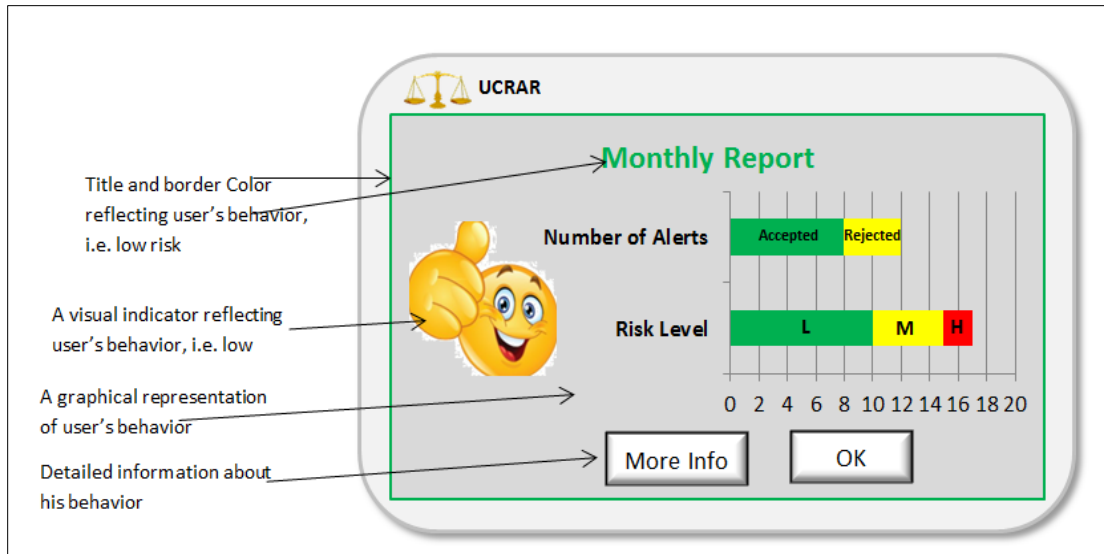 UCRAR
Monthly Report
Title and border Color
reflecting user's behavior,
i.e. low risk
Number of Alerts
Accepted
Rejected
A visual indicator reflecting
user's behavior, i.e. low
Risk Level
L
M
H
A graphical representation
of user's behavior
0 2 4 6 8 10 12 14 16 18 20
Detailed information about
his behavior
More Info
OK